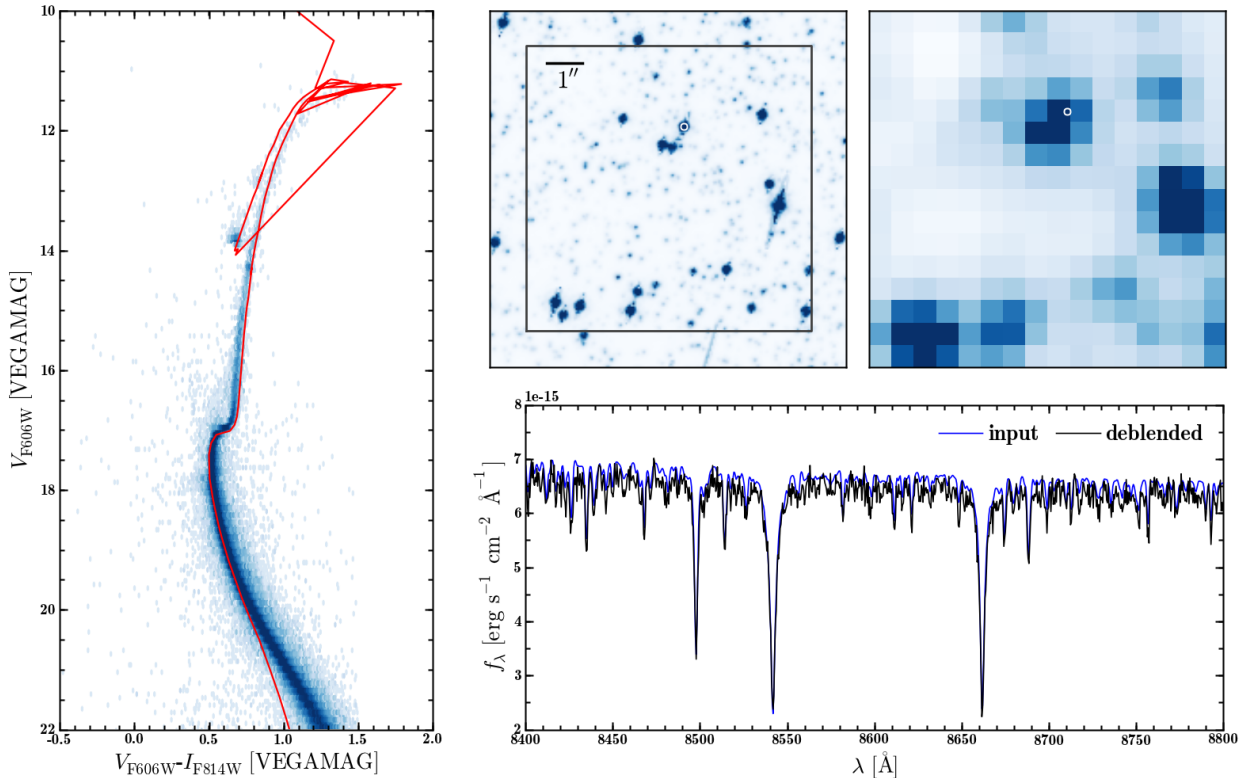 10
12
14
16
18
20
22
V_F606W [VEGAMAG]
-0.5 0.0 0.5 1.0 1.5 2.0
V_F606W-I_F814W [VEGAMAG]
1″
1e-15
8
7
6
5
4
3
2
f_λ [erg s⁻¹ cm⁻² Å⁻¹]
input deblended
8400 8450 8500 8550 8600 8650 8700 8750 8800
λ [Å]